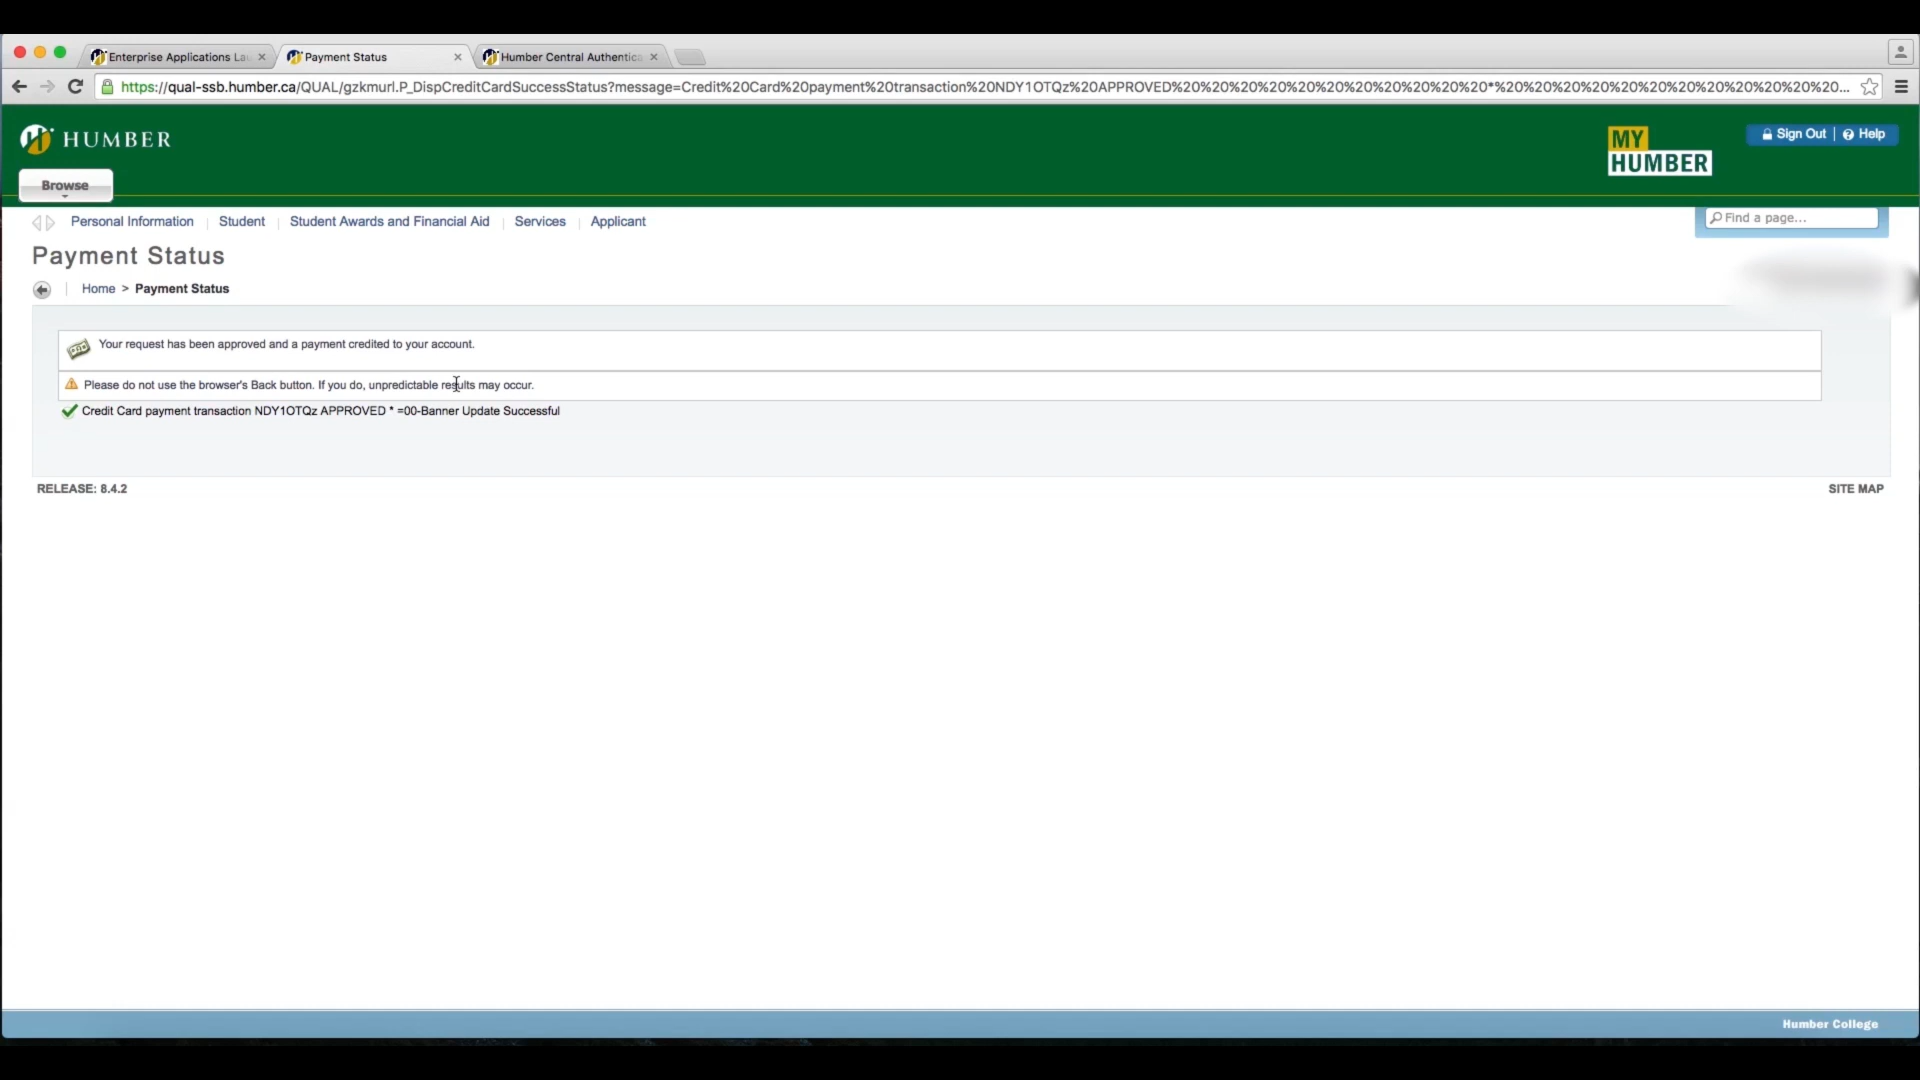 Enterprise Applications La
Payment Status
Humber Central Authentica
https://qual-ssb.humber.ca/QUAL/gzkmurl.P_DispCreditCardSuccessStatus?message=Credit%20Card%20payment%20transaction%20NDY1OTQz%20APPROVED%20%20%20%20%20%20%20%20%20%20%20*%20%20%20%20%20%20%20%20%20%20%20%20...
HUMBER
MY HUMBER
Sign Out | Help
Browse
Personal Information | Student | Student Awards and Financial Aid | Services | Applicant
Find a page...
Payment Status
Home > Payment Status
Your request has been approved and a payment credited to your account.
Please do not use the browser's Back button. If you do, unpredictable results may occur.
Credit Card payment transaction NDY1OTQz APPROVED * =00-Banner Update Successful
RELEASE: 8.4.2
SITE MAP
Humber College